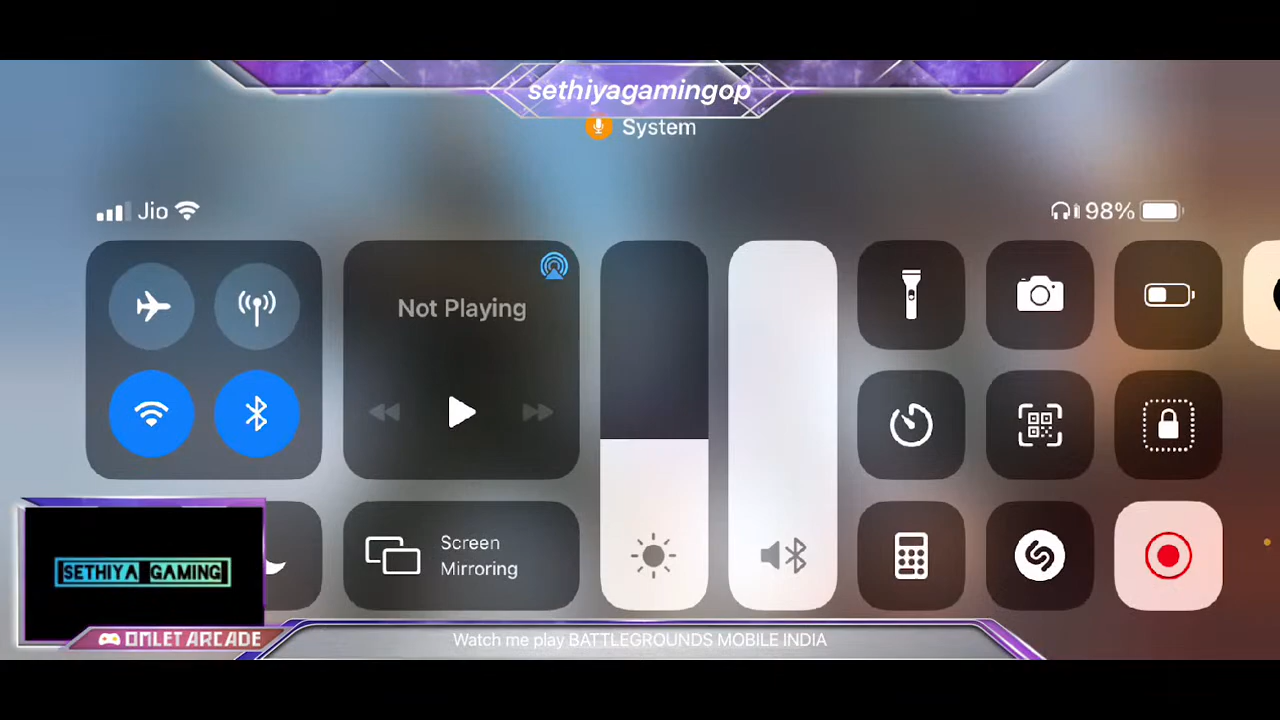 sethiyagamingop
System
Jio
98%
Not Playing
Screen
Mirroring
SETHIYA GAMING
OMLET ARCADE
Watch me play BATTLEGROUNDS MOBILE INDIA